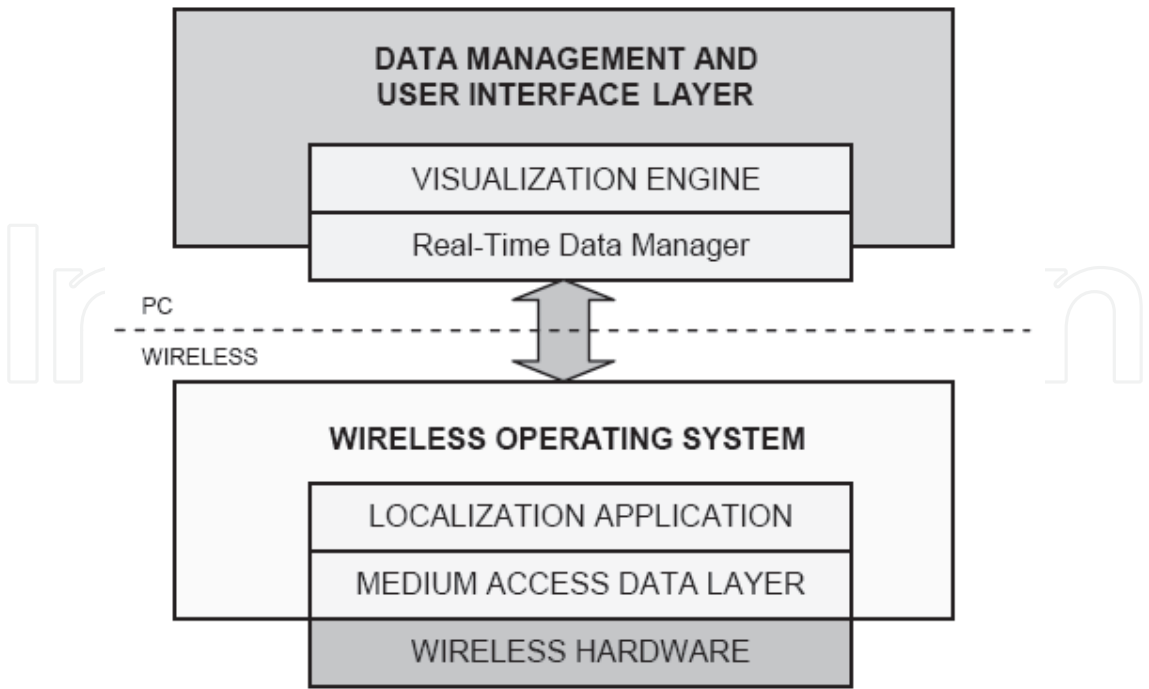 DATA MANAGEMENT AND
USER INTERFACE LAYER
VISUALIZATION ENGINE
Real-Time Data Manager
PC
WIRELESS
WIRELESS OPERATING SYSTEM
LOCALIZATION APPLICATION
MEDIUM ACCESS DATA LAYER
WIRELESS HARDWARE